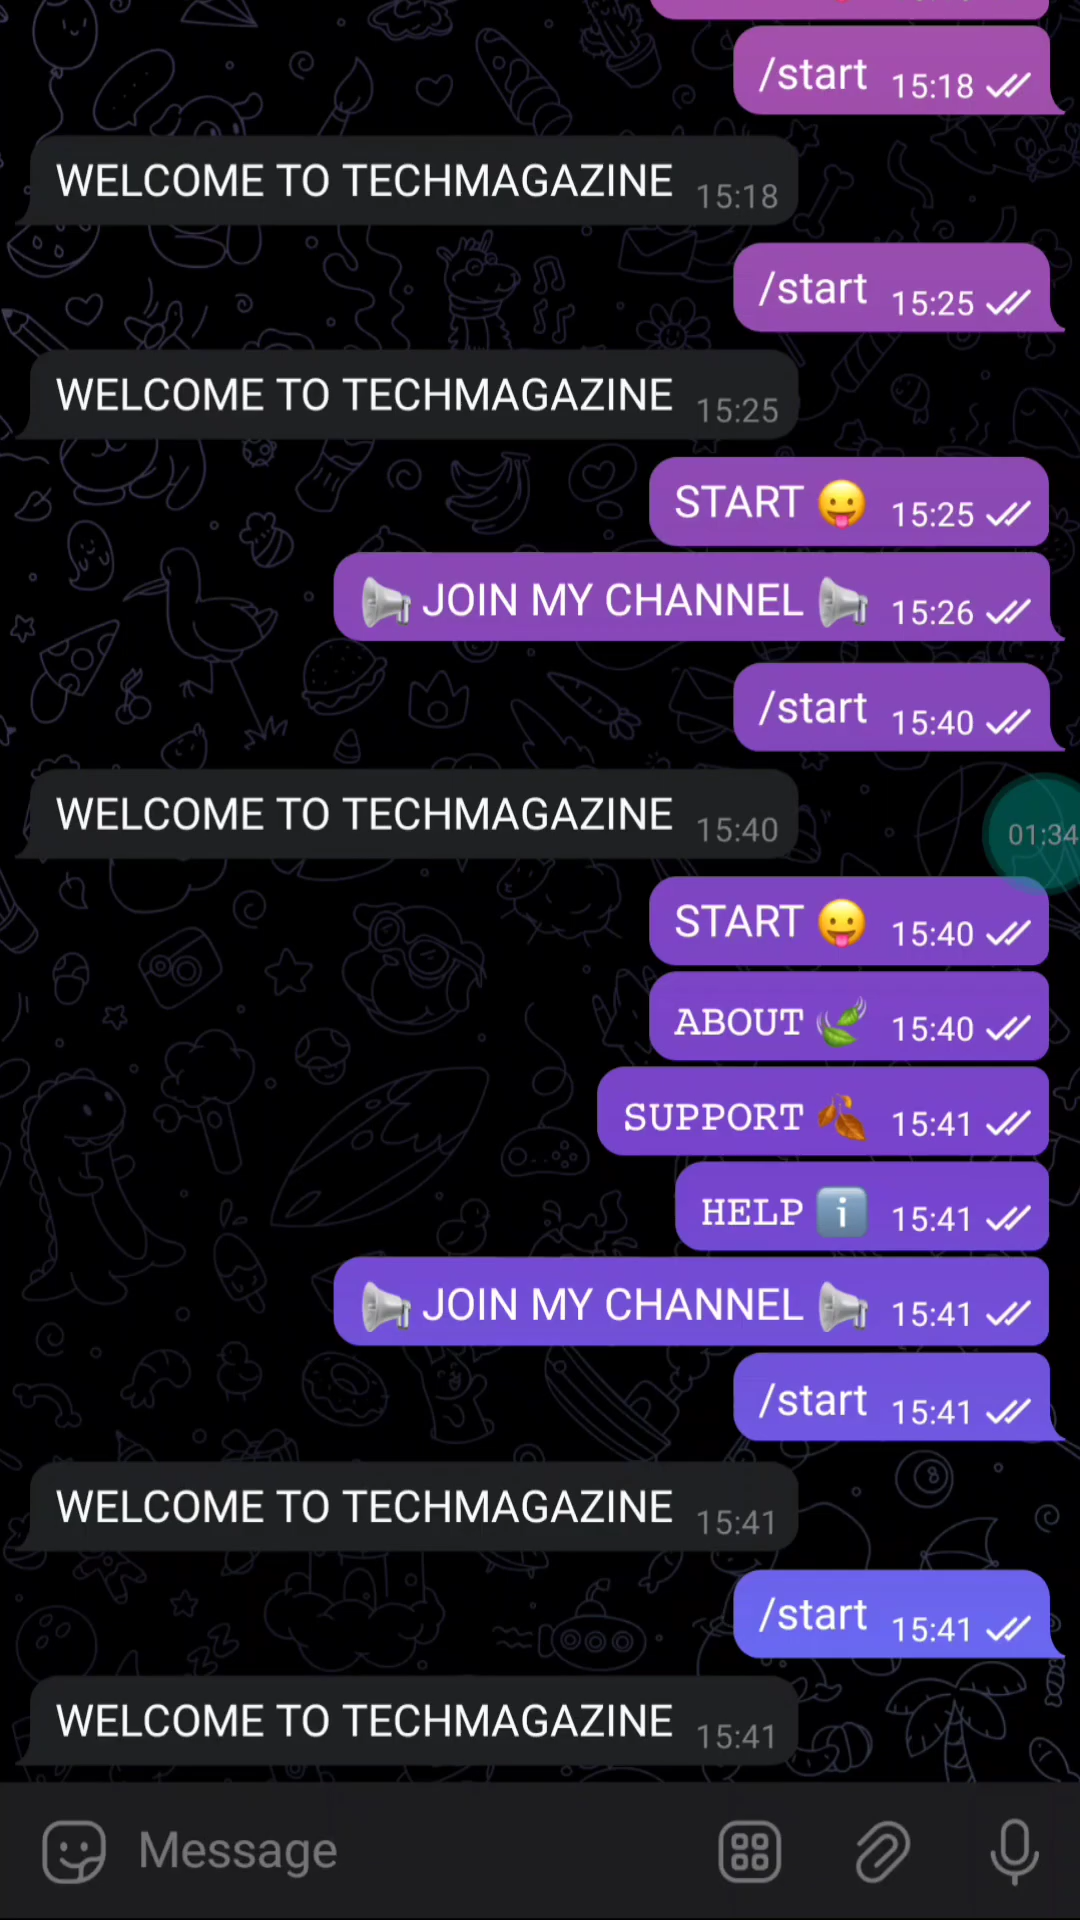 /start 15:18
WELCOME TO TECHMAGAZINE 15:18
/start 15:25
WELCOME TO TECHMAGAZINE 15:25
START 😛 15:25
📢 JOIN MY CHANNEL 📢 15:26
/start 15:40
WELCOME TO TECHMAGAZINE 15:40
01:34
START 😛 15:40
ABOUT 🍃 15:40
SUPPORT 🍂 15:41
HELP ℹ️ 15:41
📢 JOIN MY CHANNEL 📢 15:41
/start 15:41
WELCOME TO TECHMAGAZINE 15:41
/start 15:41
WELCOME TO TECHMAGAZINE 15:41
Message